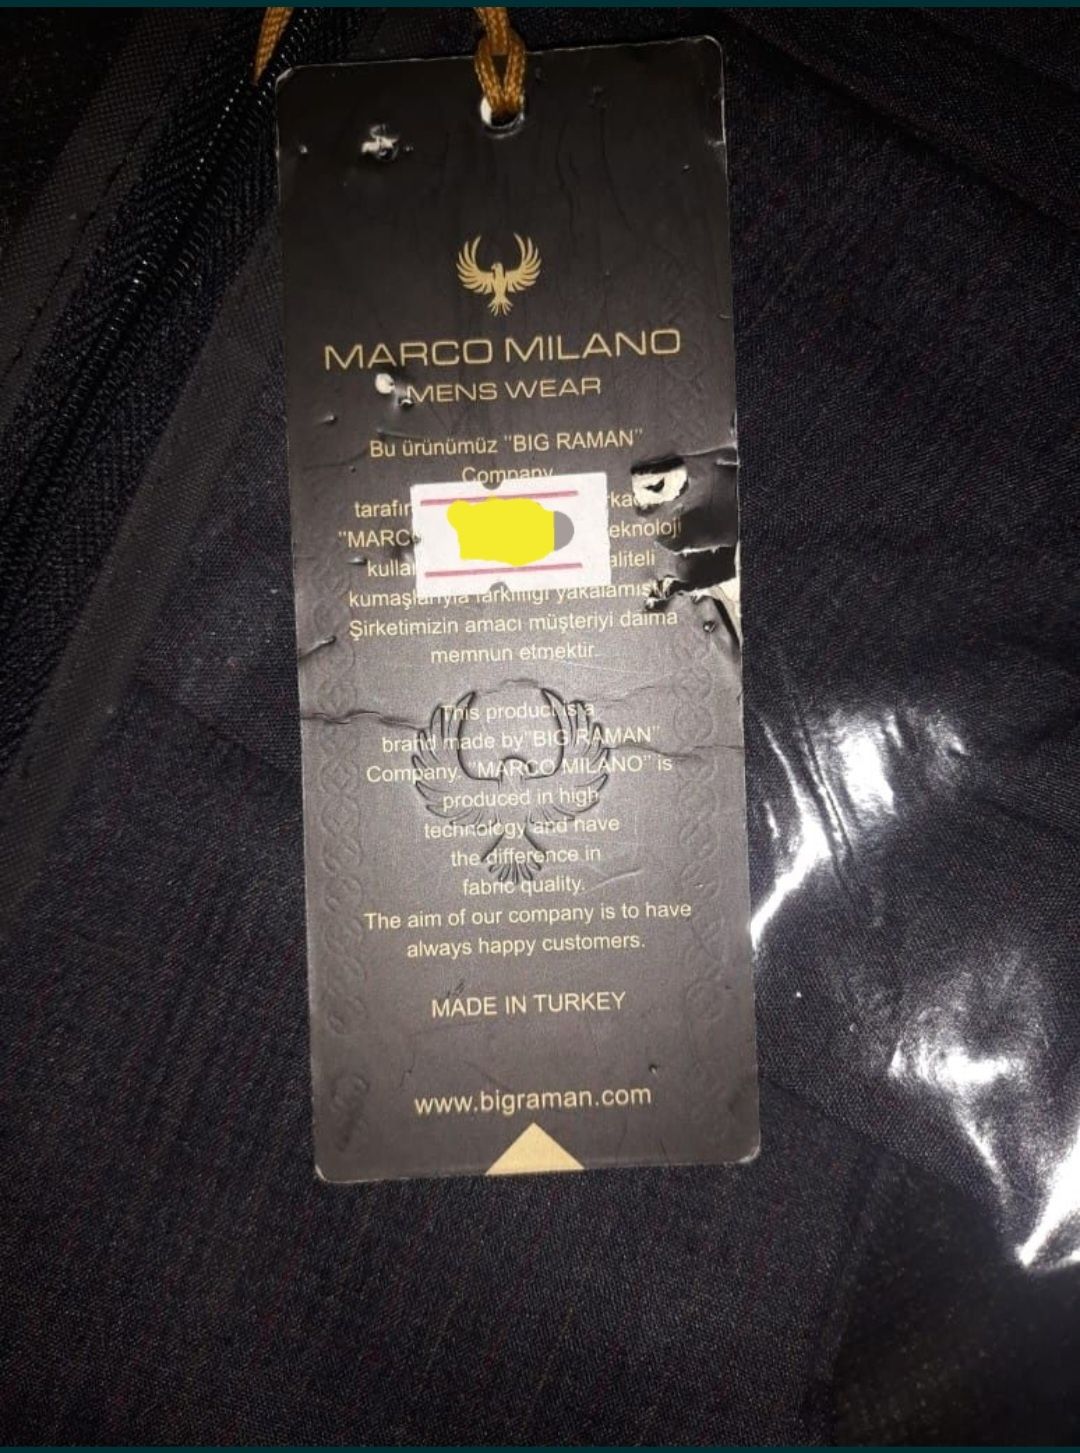 MARCO MILANO
MENS WEAR
Bu ürünümüz "BIG RAMAN"
Company
"MARC
kumaşlarıyla farklılığı yakalamış
Şirketimizin amacı müşteriyi daima
memnun etmektir.
This product is a
brand made by"BIG RAMAN"
Company. "MARCO MILANO" is
produced in high
technology and have
the difference in
fabric quality.
The aim of our company is to have
always happy customers.
MADE IN TURKEY
www.bigraman.com